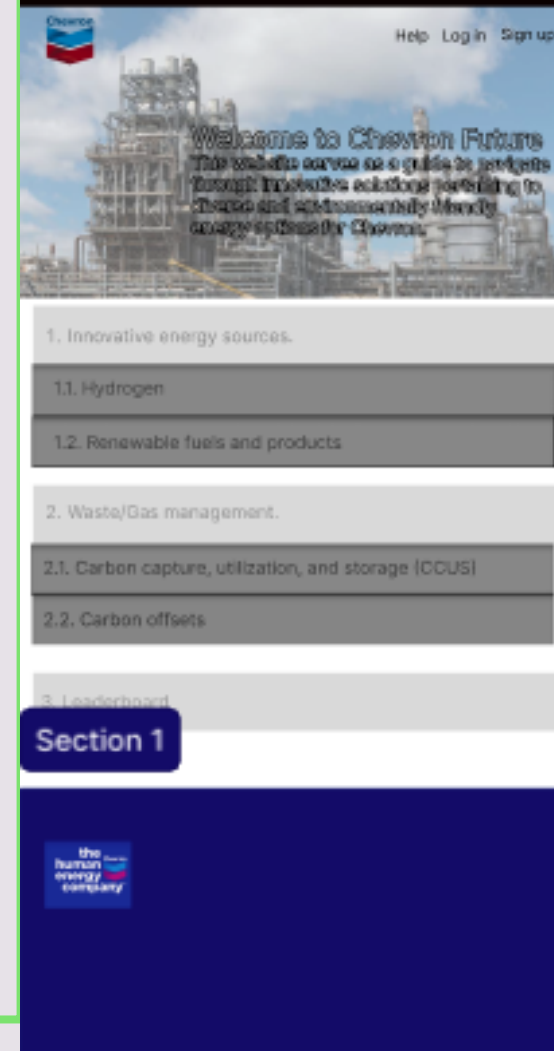 Chevron
Help Log in Sign up
Welcome to Chevron Future
This website serves as a guide to navigate
through innovative solutions pertaining to
diverse and environmentally friendly
energy options for Chevron.
1. Innovative energy sources.
1.1. Hydrogen
1.2. Renewable fuels and products
2. Waste/Gas management.
2.1. Carbon capture, utilization, and storage (CCUS)
2.2. Carbon offsets
3. Leaderboard
Section 1
the
human
energy
company
Chevron